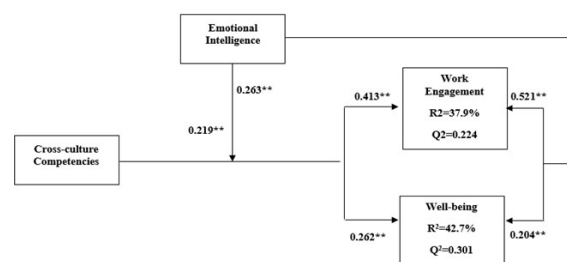 Emotional
Intelligence
0.263**
0.219**
Cross-culture
Competencies
0.413**
Work
Engagement
R2=37.9%
Q2=0.224
0.521**
0.262**
Well-being
R²=42.7%
Q²=0.301
0.204**